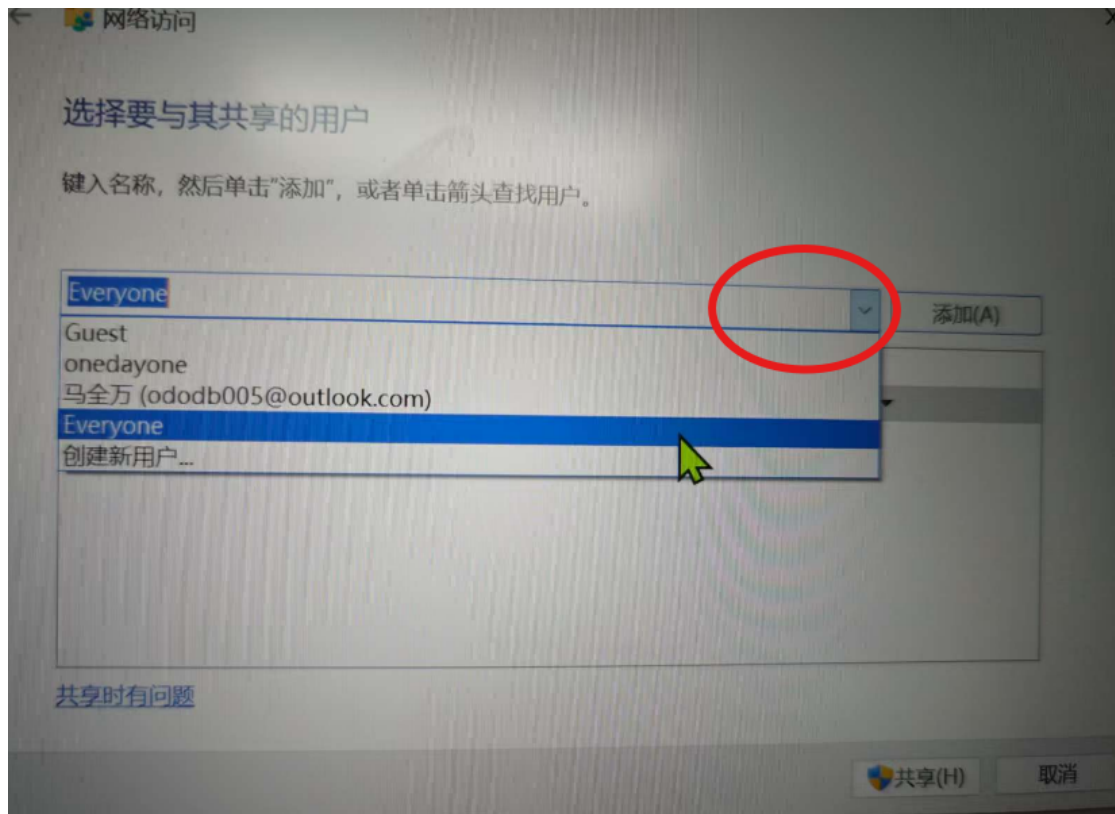 网络访问
选择要与其共享的用户
键入名称，然后单击"添加"，或者单击箭头查找用户。
Everyone
添加(A)
Guest
onedayone
马全万 (ododb005@outlook.com)
Everyone
创建新用户...
共享时有问题
共享(H)
取消